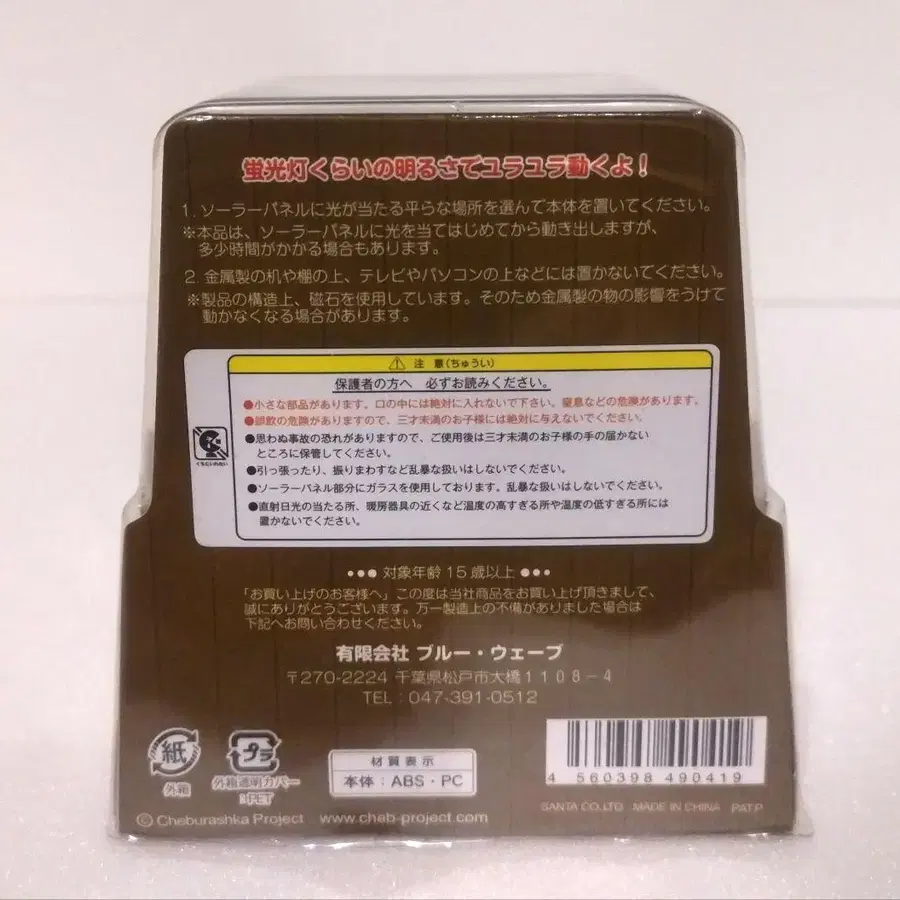 蛍光灯くらいの明るさでユラユラ動くよ！
1. ソーラーパネルに光が当たる平らな場所を選んで本体を置いてください。
※本品は、ソーラーパネルに光を当てはじめてから動き出しますが、
多少時間がかかる場合もあります。
2. 金属製の机や棚の上、テレビやパソコンの上などには置かないでください。
※製品の構造上、磁石を使用しています。そのため金属製の物の影響をうけて
動かなくなる場合があります。
⚠ 注 意(ちゅうい)
保護者の方へ 必ずお読みください。
●小さな部品があります。口の中には絶対に入れないで下さい。窒息などの危険があります。
●誤飲の危険がありますので、三才未満のお子様には絶対に与えないでください。
●思わぬ事故の恐れがありますので、ご使用後は三才未満のお子様の手の届かない
ところに保管してください。
●引っ張ったり、振りまわすなど乱暴な扱いはしないでください。
●ソーラーパネル部分にガラスを使用しております。乱暴な扱いはしないでください。
●直射日光の当たる所、暖房器具の近くなど温度の高すぎる所や温度の低すぎる所には
置かないでください。
くちにいれない
●●● 対象年齢 15 歳以上 ●●●
「お買い上げのお客様へ」この度は当社商品をお買い上げ頂きまして、
誠にありがとうございます。万一製造上の不備がありました場合は
下記へお問い合わせください。
有限会社 ブルー・ウェーブ
〒270-2224 千葉県松戸市大橋1108-4
TEL：047-391-0512
紙
外箱
プラ
外箱透明カバー
:PET
材質表示
本体：ABS・PC
4 560398 490419
SANTA CO.,LTD MADE IN CHINA PAT.P
© Cheburashka Project www.cheb-project.com